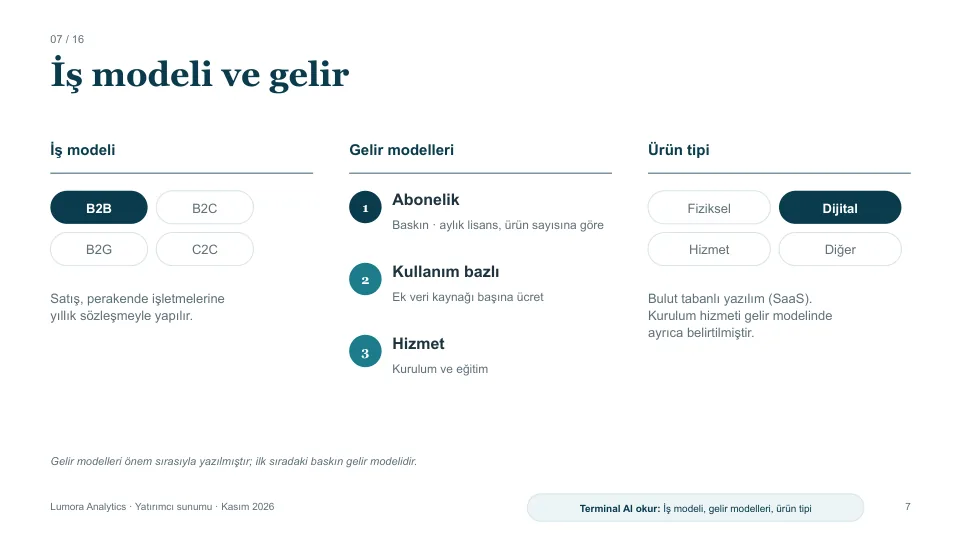 07 / 16
İş modeli ve gelir
İş modeli
B2B
B2C
B2G
C2C
Satış, perakende işletmelerine
yıllık sözleşmeyle yapılır.
Gelir modelleri
1
Abonelik
Baskın · aylık lisans, ürün sayısına göre
2
Kullanım bazlı
Ek veri kaynağı başına ücret
3
Hizmet
Kurulum ve eğitim
Ürün tipi
Fiziksel
Dijital
Hizmet
Diğer
Bulut tabanlı yazılım (SaaS).
Kurulum hizmeti gelir modelinde
ayrıca belirtilmiştir.
Gelir modelleri önem sırasıyla yazılmıştır; ilk sıradaki baskın gelir modelidir.
Lumora Analytics · Yatırımcı sunumu · Kasım 2026
Terminal AI okur: İş modeli, gelir modelleri, ürün tipi
7